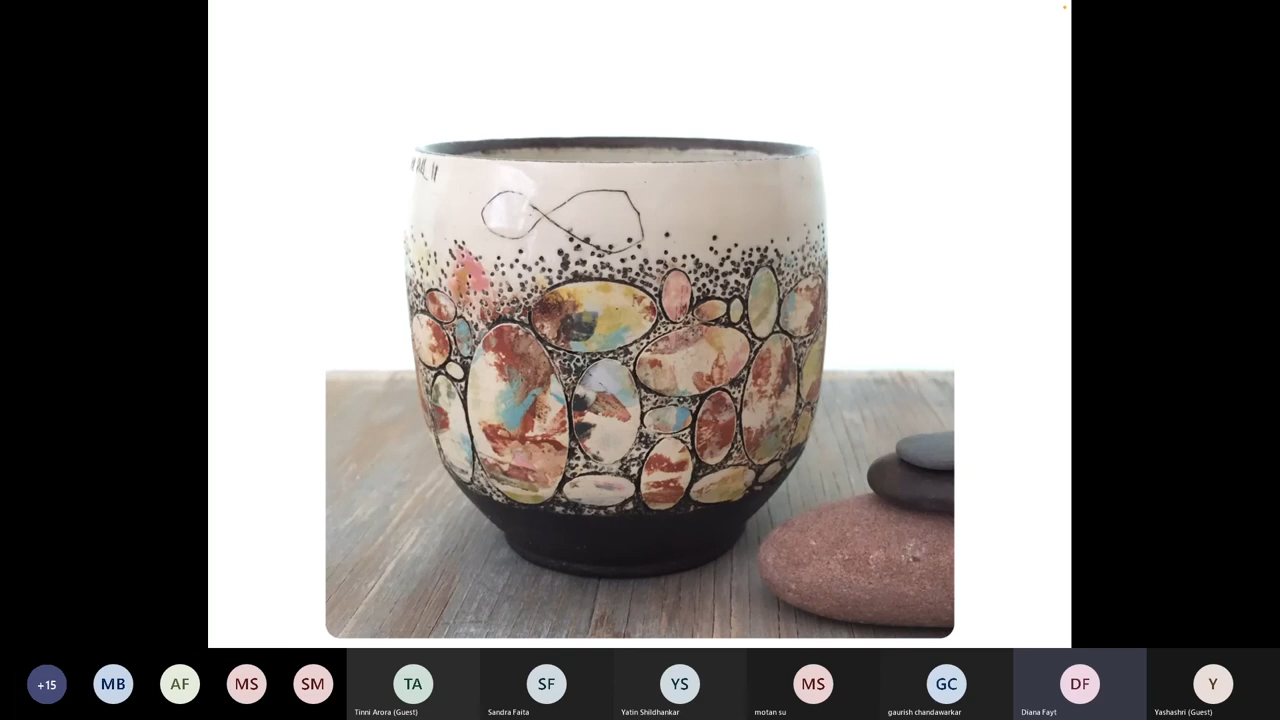 +15
MB
AF
MS
SM
TA
SF
YS
MS
GC
DF
Y
Tinni Arora (Guest)
Sandra Faita
Yatin Shildhankar
motan su
gaurish chandawarkar
Diana Fayt
Yashashri (Guest)